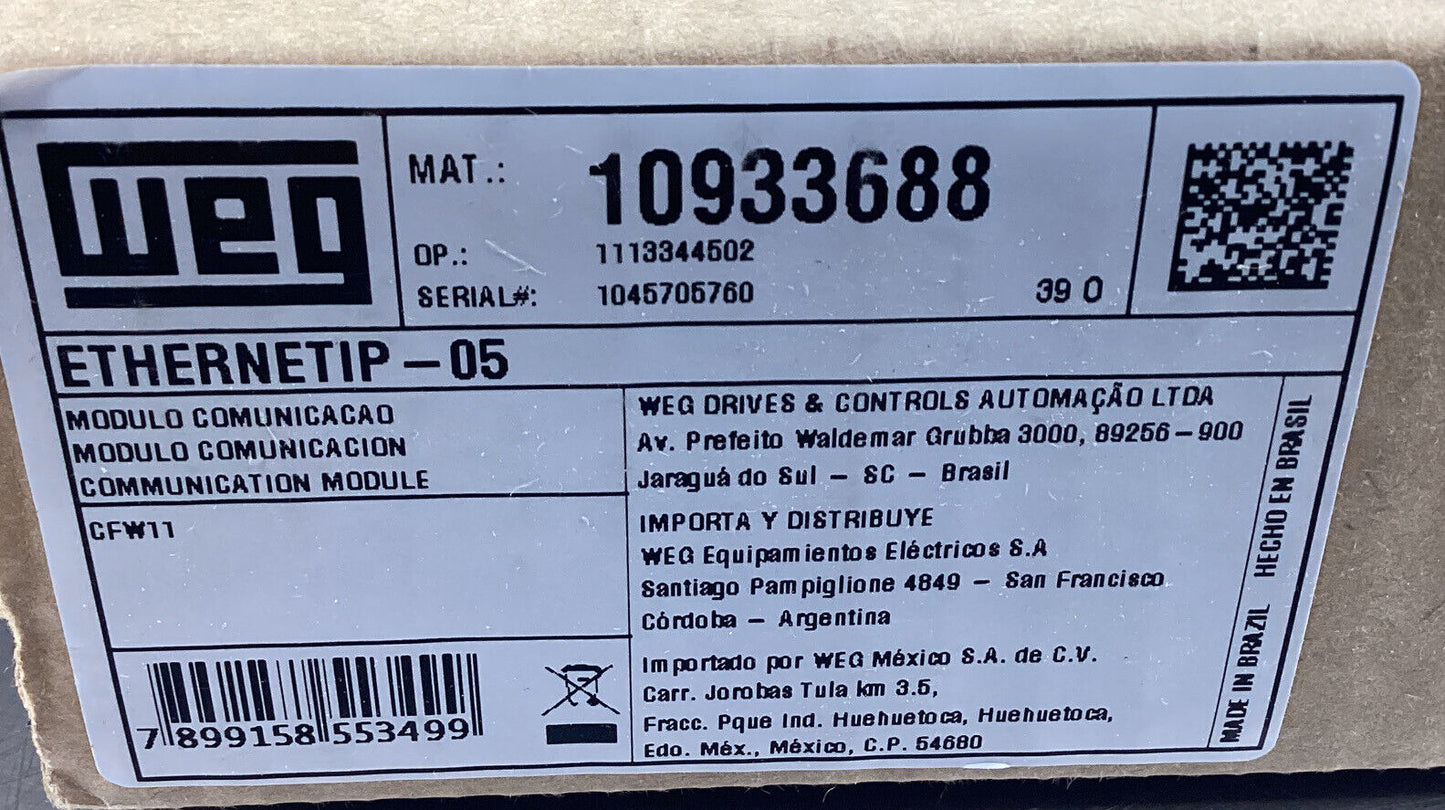 weg
MAT.: 10933688
OP.: 1113344502
SERIAL#: 1045705760 39 0
ETHERNETIP-05
MODULO COMUNICACAO
MODULO COMUNICACION
COMMUNICATION MODULE
CFW11
7 899158 553499
WEG DRIVES & CONTROLS AUTOMAÇÃO LTDA
Av. Prefeito Waldemar Grubba 3000, 89256-900
Jaraguá do Sul - SC - Brasil
IMPORTA Y DISTRIBUYE
WEG Equipamientos Eléctricos S.A
Santiago Pampiglione 4849 - San Francisco
Córdoba - Argentina
Importado por WEG México S.A. de C.V.
Carr. Jorobas Tula km 3.5,
Fracc. Pque Ind. Huehuetoca, Huehuetoca,
Edo. Méx., México, C.P. 54680
MADE IN BRAZIL HECHO EN BRASIL